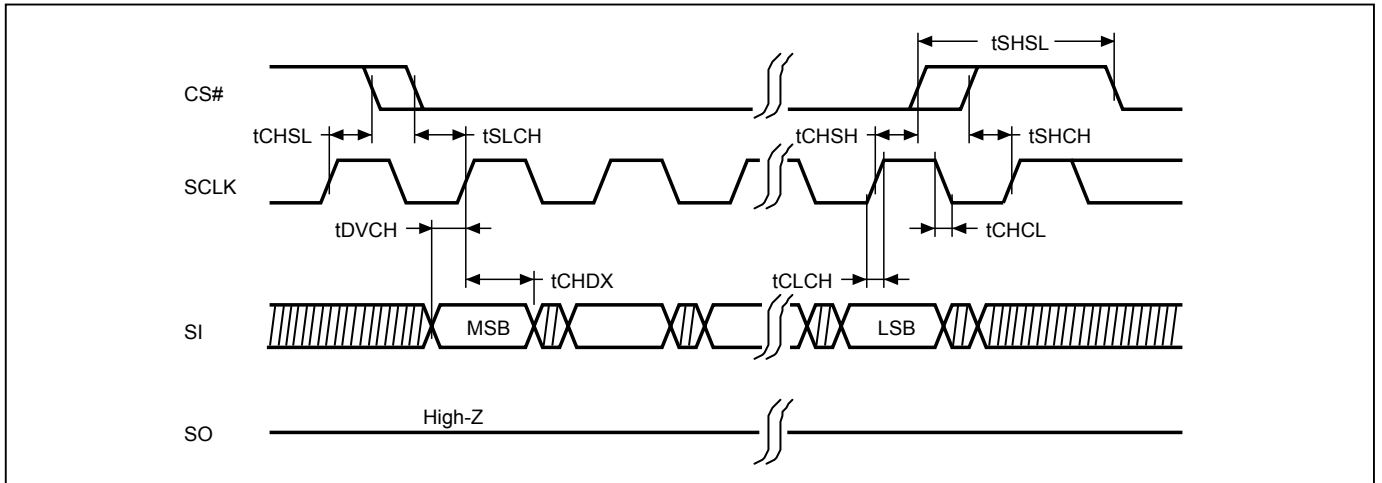 tSHSL
CS#
tCHSL
tSLCH
tCHSH
tSHCH
SCLK
tDVCH
tCHCL
tCHDX
tCLCH
SI
MSB
LSB
High-Z
SO